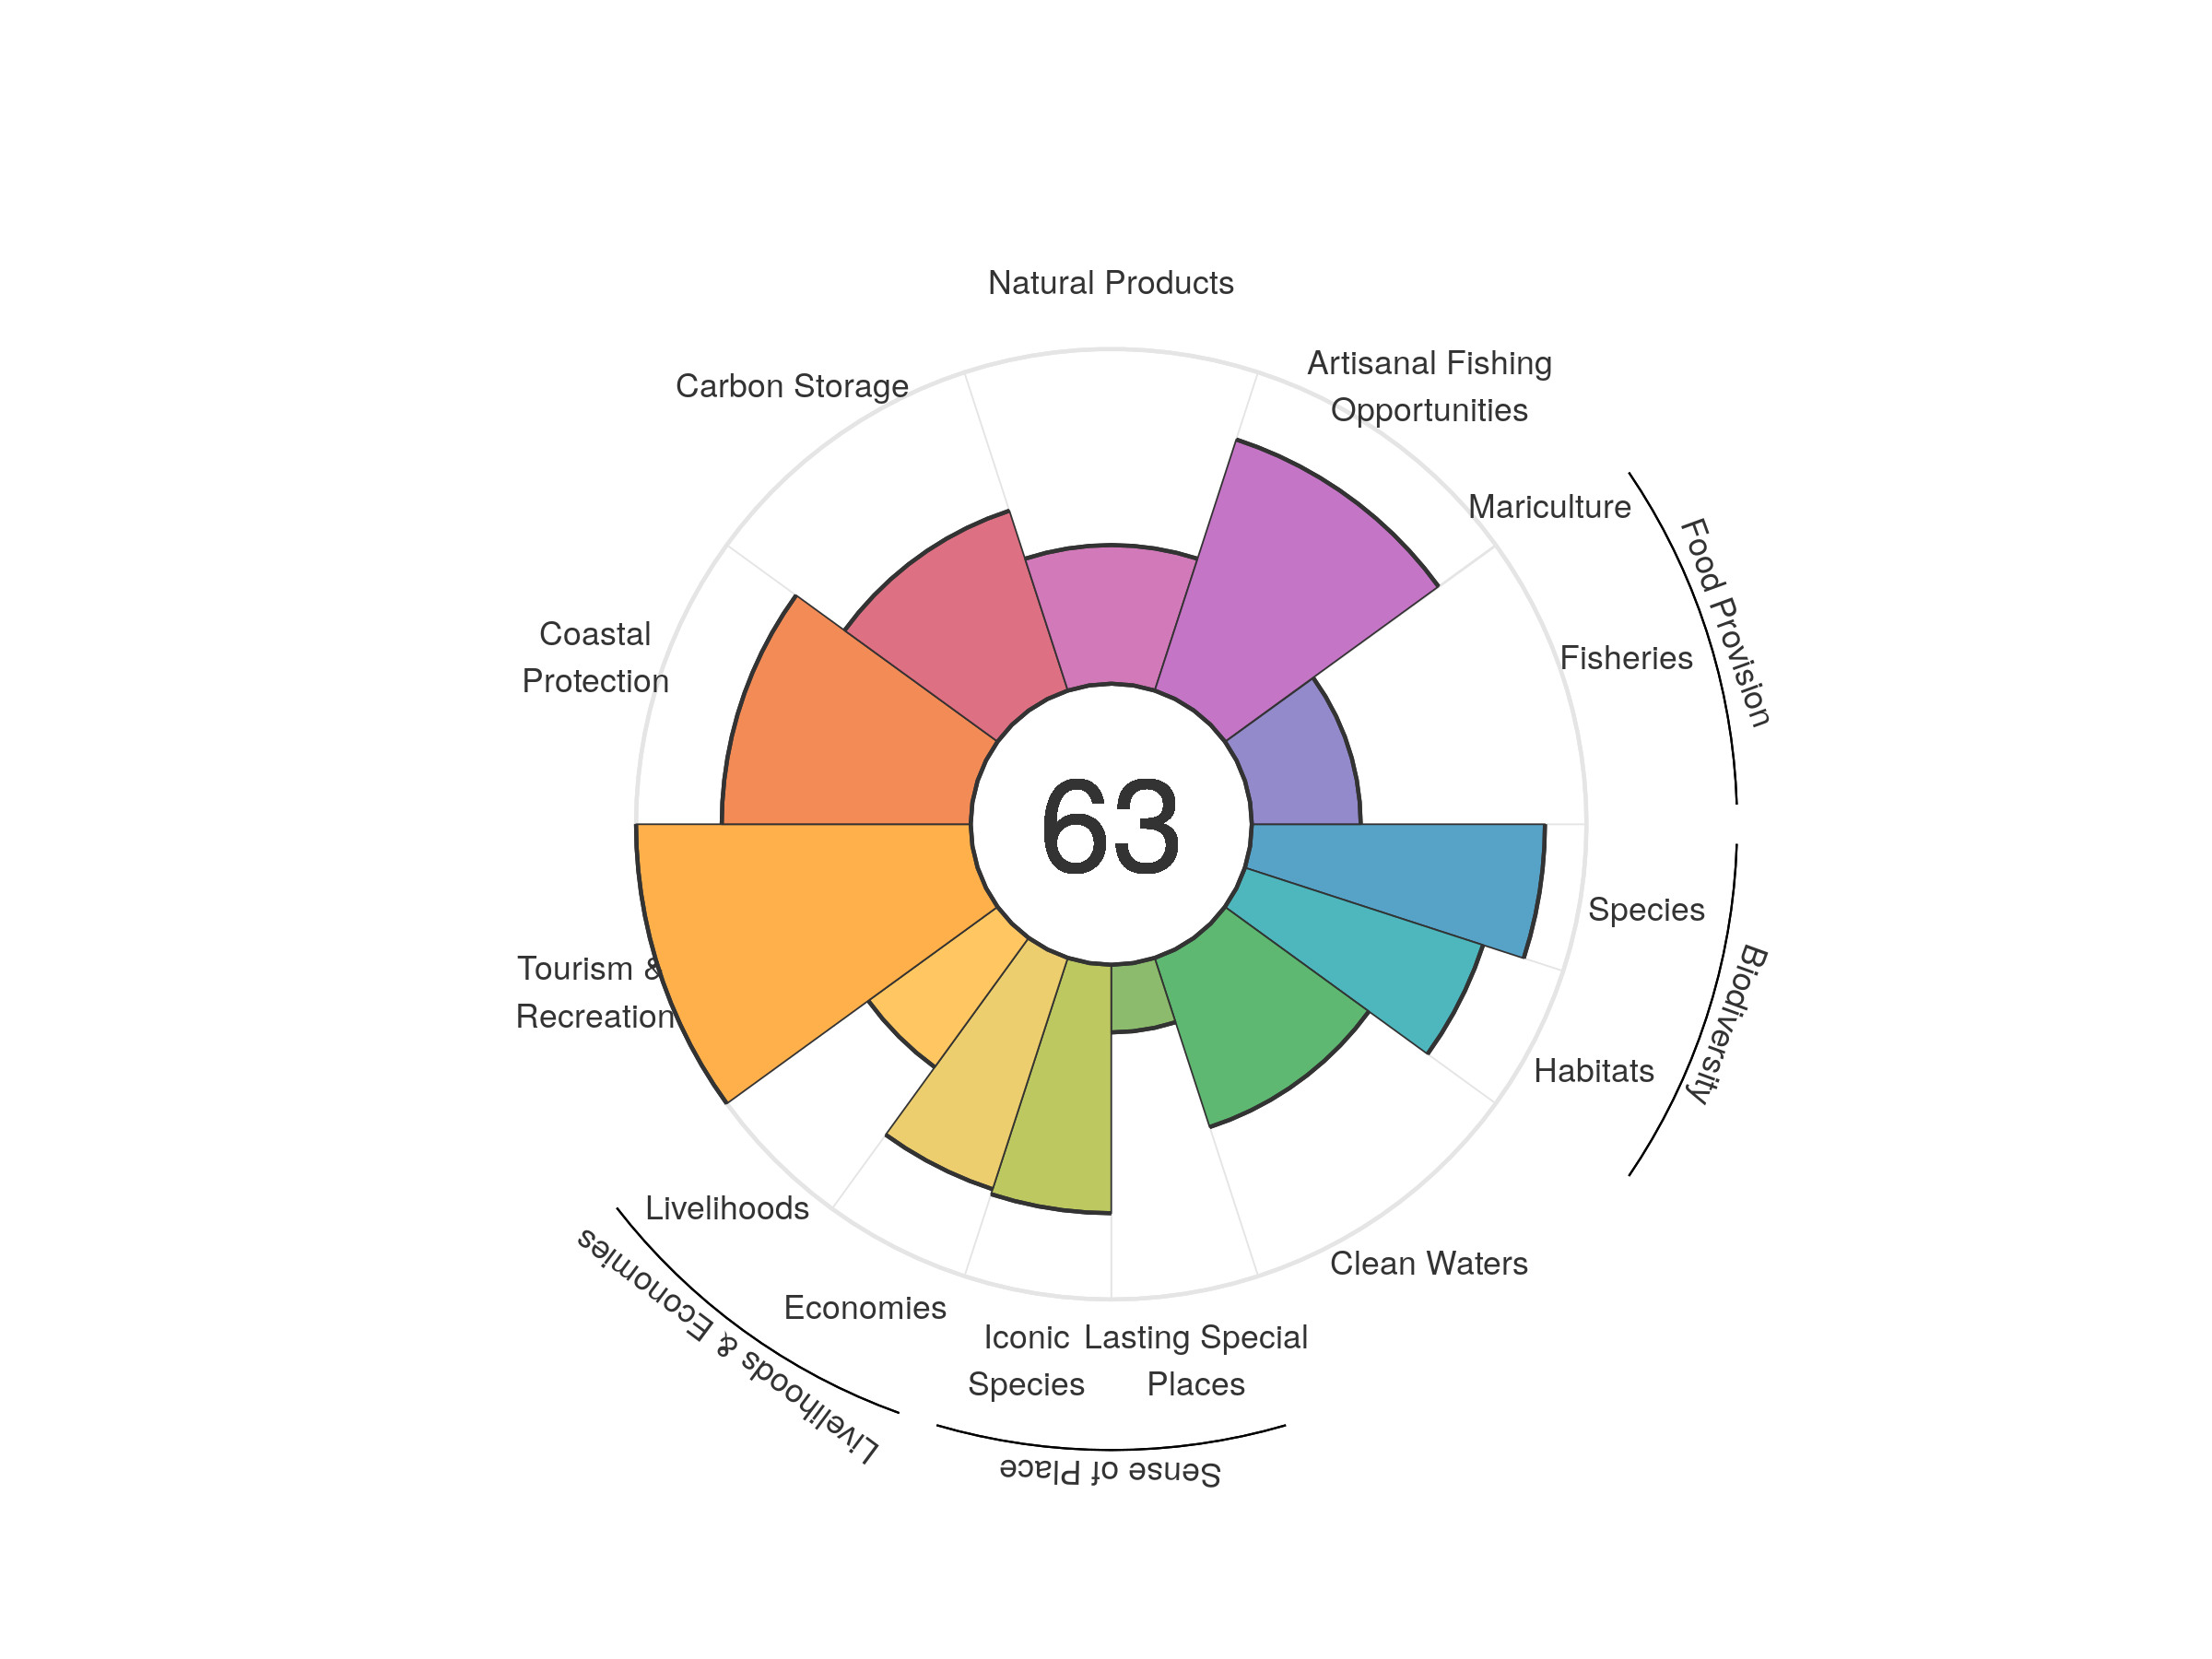 Natural Products
Artisanal Fishing
Opportunities
Carbon Storage
Mariculture
Food Provision
Fisheries
Coastal
Protection
63
Species
Biodiversity
Tourism &
Recreation
Habitats
Livelihoods
Livelihoods & Economies
Clean Waters
Economies
Iconic
Species
Lasting Special
Places
Sense of Place